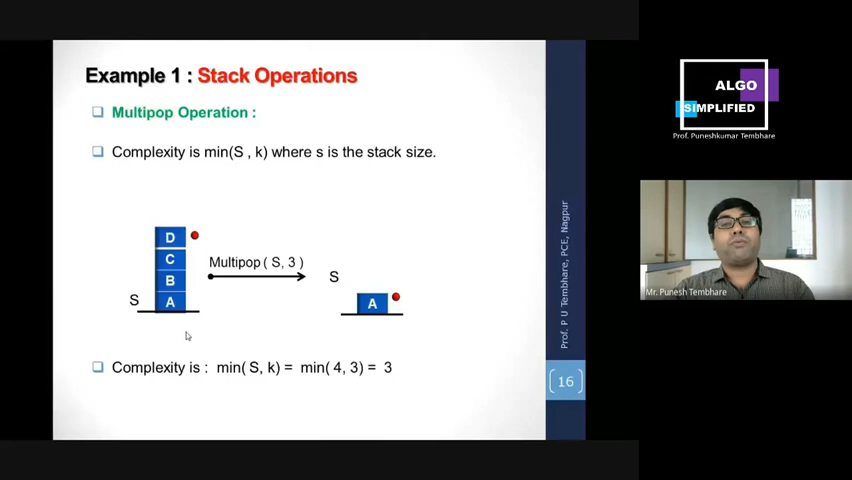 Example 1 : Stack Operations
Multipop Operation :
Complexity is min(S , k) where s is the stack size.
D
C
B
A
S
Multipop ( S, 3 )
S
A
Complexity is : min( S, k) = min( 4, 3) = 3
Prof. P U Tembhare, PCE, Nagpur
16
ALGO
SIMPLIFIED
Prof. Puneshkumar Tembhare
Mr. Punesh Tembhare